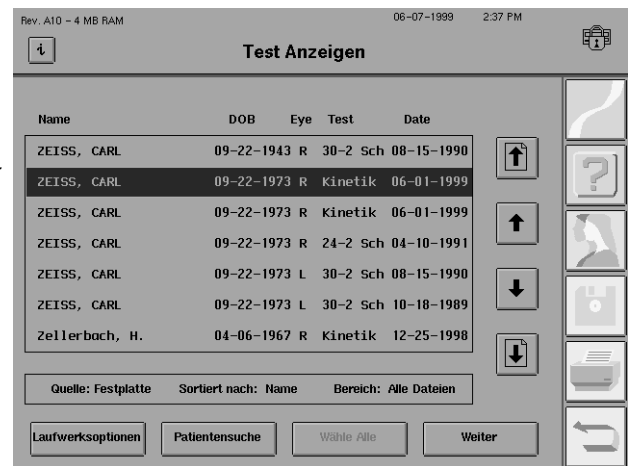 Rev. A10 - 4 MB RAM 06-07-1999 2:37 PM
i Test Anzeigen
Name DOB Eye Test Date
ZEISS, CARL 09-22-1943 R 30-2 Sch 08-15-1990
ZEISS, CARL 09-22-1973 R Kinetik 06-01-1999
ZEISS, CARL 09-22-1973 R Kinetik 06-01-1999
ZEISS, CARL 09-22-1973 R 24-2 Sch 04-10-1991
ZEISS, CARL 09-22-1973 L 30-2 Sch 08-15-1990
ZEISS, CARL 09-22-1973 L 30-2 Sch 10-18-1989
Zellerbach, H. 04-06-1967 R Kinetik 12-25-1998
Quelle: Festplatte Sortiert nach: Name Bereich: Alle Dateien
Laufwerksoptionen Patientensuche Wähle Alle Weiter
?